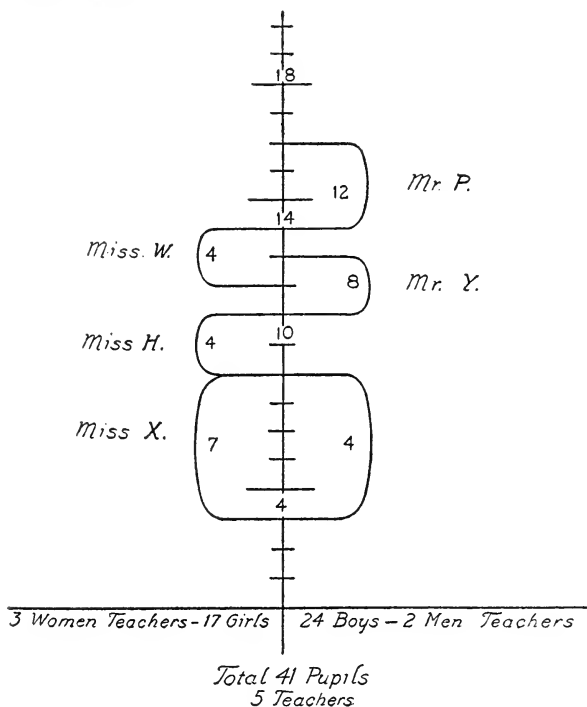 18
12 Mr. P.
14
Miss. W. 4
8 Mr. Y.
10
Miss H. 4
Miss X. 7 4
4
3 Women Teachers-17 Girls 24 Boys-2 Men Teachers
Total 41 Pupils
5 Teachers